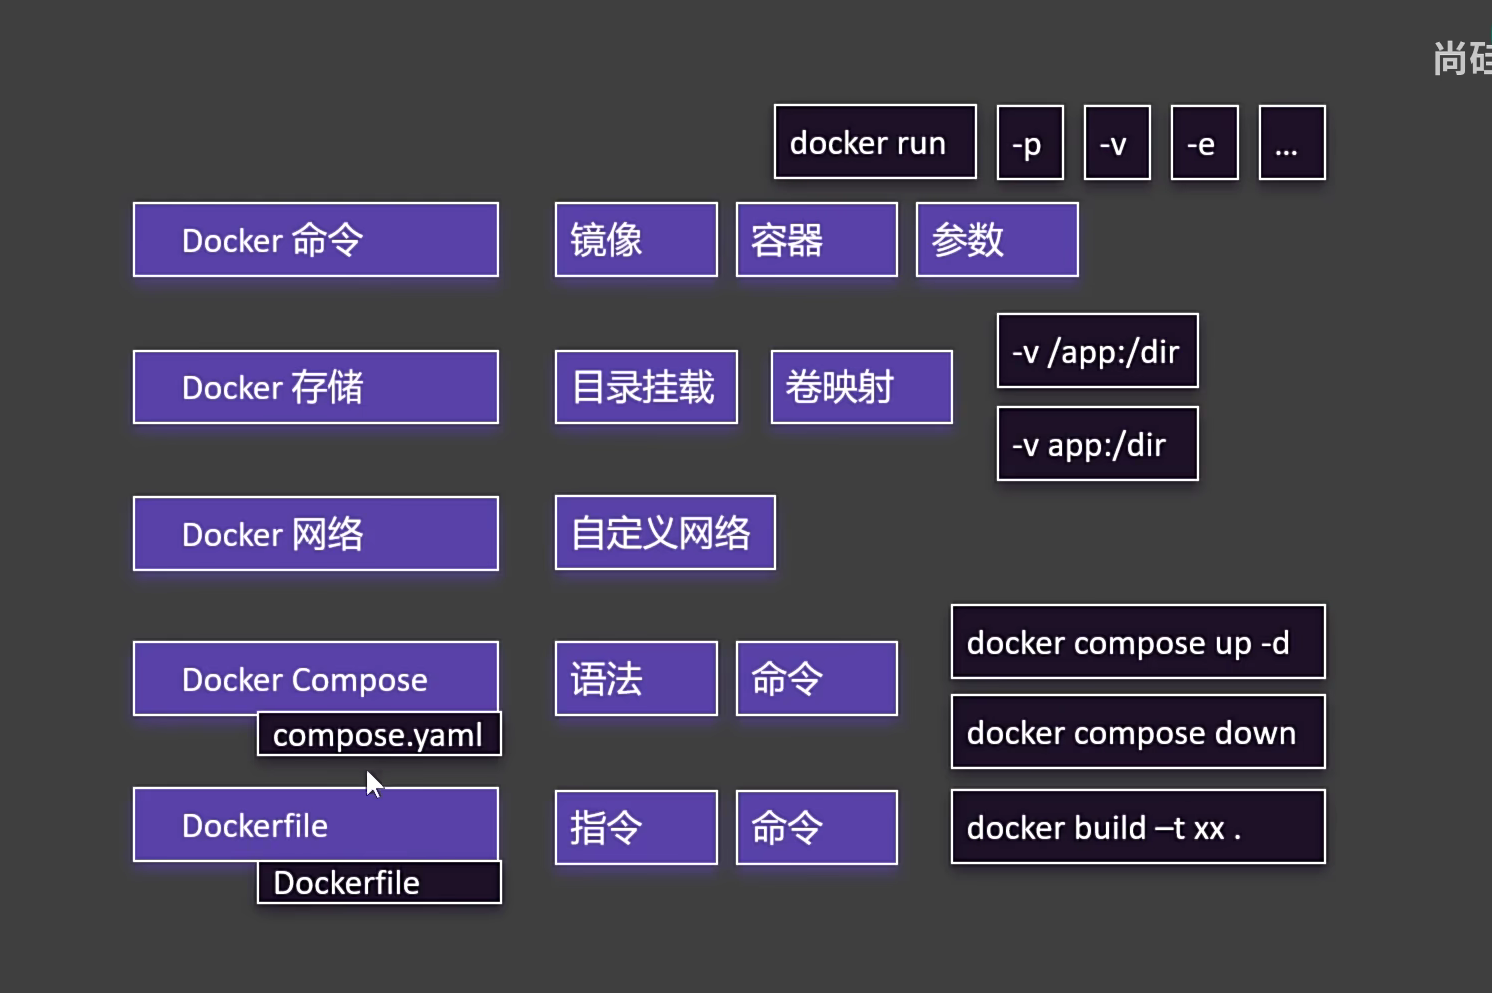 尚硅
docker run -p -v -e ...
Docker 命令 镜像 容器 参数
-v /app:/dir
Docker 存储 目录挂载 卷映射
-v app:/dir
Docker 网络 自定义网络
docker compose up -d
Docker Compose 语法 命令
compose.yaml
docker compose down
Dockerfile 指令 命令
docker build –t xx .
Dockerfile